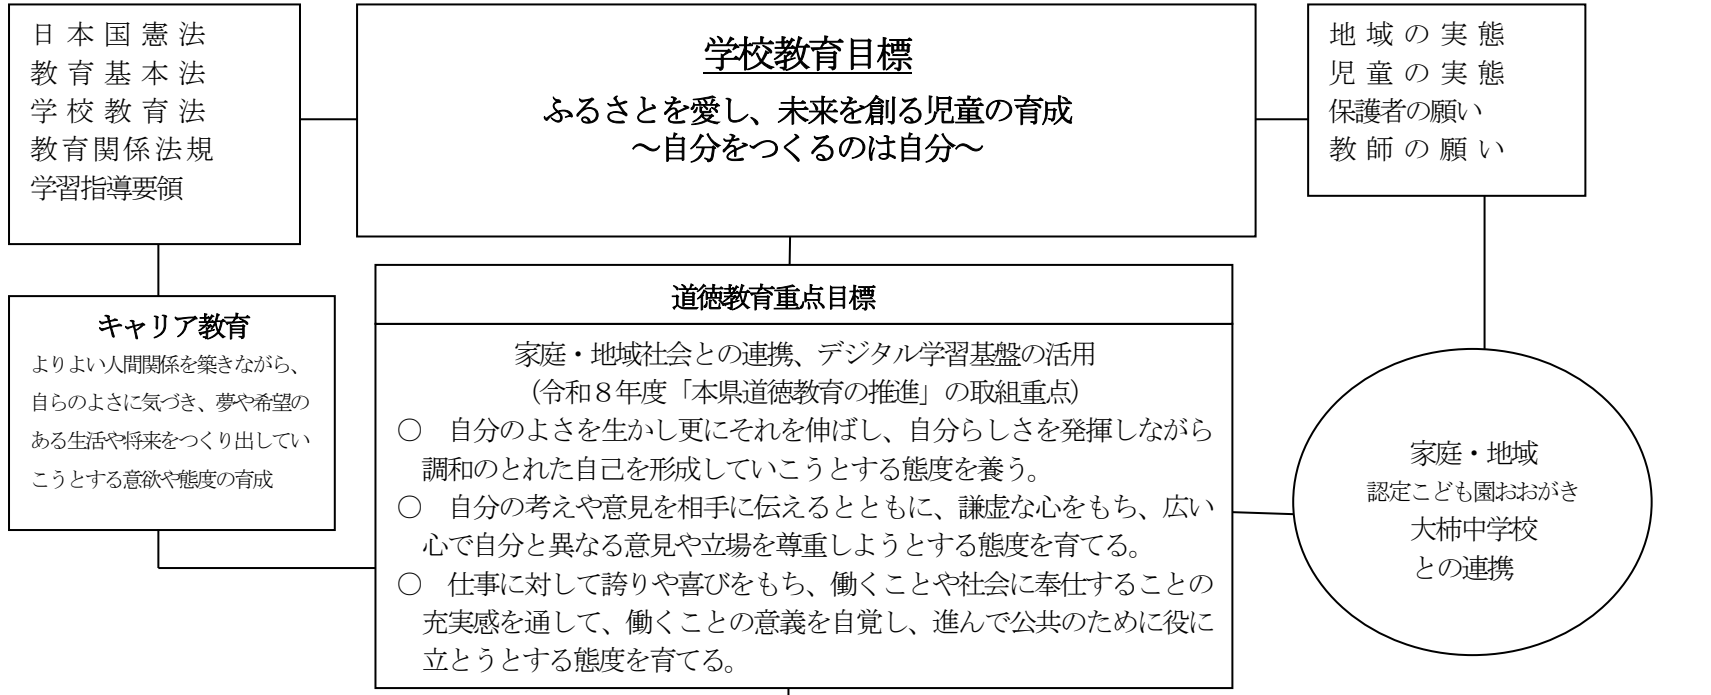 日本国憲法
教育基本法
学校教育法
教育関係法規
学習指導要領
学校教育目標
ふるさとを愛し、未来を創る児童の育成
～自分をつくるのは自分～
地域の実態
児童の実態
保護者の願い
教師の願い
キャリア教育
よりよい人間関係を築きながら、
自らのよさに気づき、夢や希望の
ある生活や将来をつくり出してい
こうとする意欲や態度の育成
道徳教育重点目標
家庭・地域社会との連携、デジタル学習基盤の活用
（令和８年度「本県道徳教育の推進」の取組重点）
○　自分のよさを生かし更にそれを伸ばし、自分らしさを発揮しながら
調和のとれた自己を形成していこうとする態度を養う。
○　自分の考えや意見を相手に伝えるとともに、謙虚な心をもち、広い
心で自分と異なる意見や立場を尊重しようとする態度を育てる。
○　仕事に対して誇りや喜びをもち、働くことや社会に奉仕することの
充実感を通して、働くことの意義を自覚し、進んで公共のために役に
立とうとする態度を育てる。
家庭・地域
認定こども園おおがき
大柿中学校
との連携